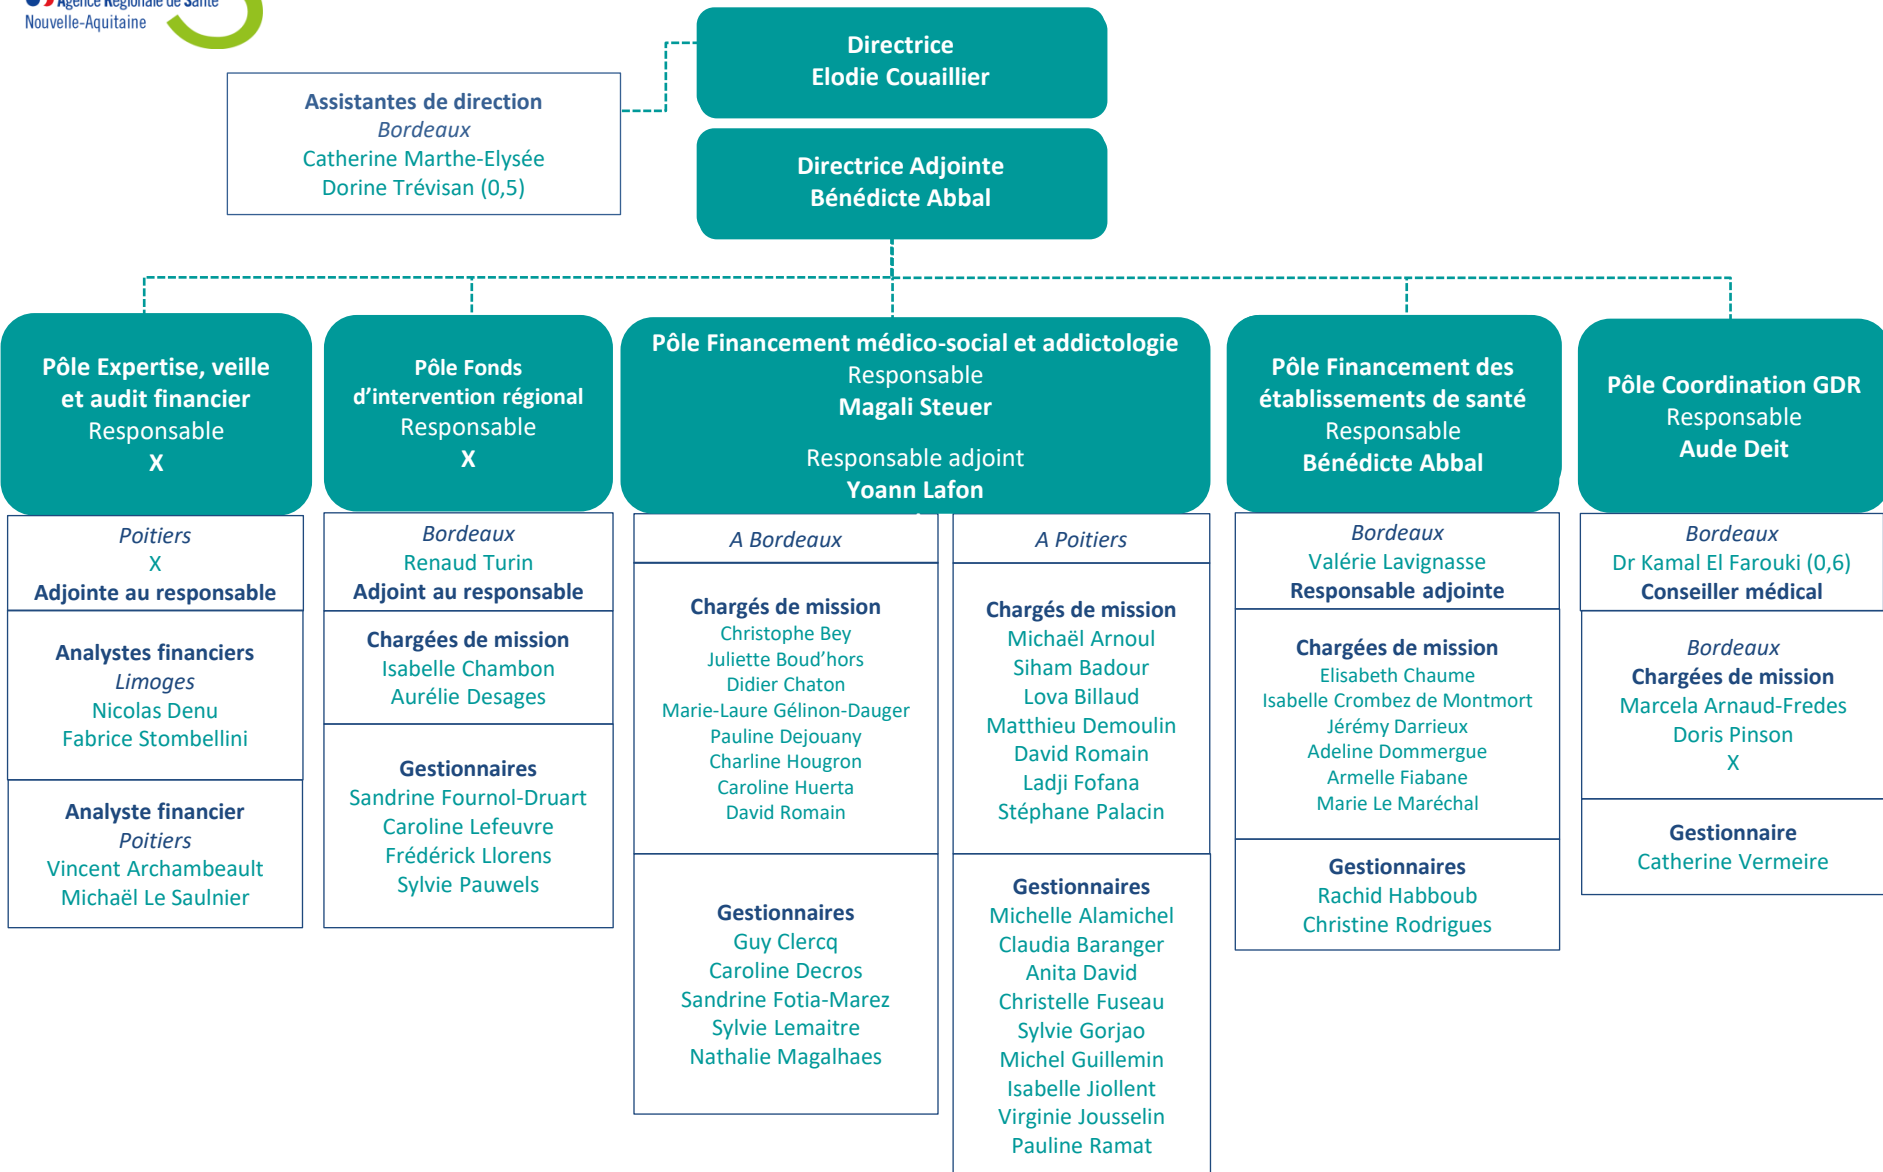 Agence Régionale de Santé
Nouvelle-Aquitaine
Directrice
Elodie Couaillier
Assistantes de direction
Bordeaux
Catherine Marthe-Elysée
Dorine Trévisan (0,5)
Directrice Adjointe
Bénédicte Abbal
Pôle Expertise, veille
et audit financier
Responsable
X
Poitiers
X
Adjointe au responsable
Analystes financiers
Limoges
Nicolas Denu
Fabrice Stombellini
Analyste financier
Poitiers
Vincent Archambeault
Michaël Le Saulnier
Pôle Fonds
d'intervention régional
Responsable
X
Bordeaux
Renaud Turin
Adjoint au responsable
Chargées de mission
Isabelle Chambon
Aurélie Desages
Gestionnaires
Sandrine Fournol-Druart
Caroline Lefeuvre
Frédérick Llorens
Sylvie Pauwels
Pôle Financement médico-social et addictologie
Responsable
Magali Steuer
Responsable adjoint
Yoann Lafon
A Bordeaux
Chargés de mission
Christophe Bey
Juliette Boud'hors
Didier Chaton
Marie-Laure Gélinon-Dauger
Pauline Dejouany
Charline Hougron
Caroline Huerta
David Romain
Gestionnaires
Guy Clercq
Caroline Decros
Sandrine Fotia-Marez
Sylvie Lemaitre
Nathalie Magalhaes
A Poitiers
Chargés de mission
Michaël Arnoul
Siham Badour
Lova Billaud
Matthieu Demoulin
David Romain
Ladji Fofana
Stéphane Palacin
Gestionnaires
Michelle Alamichel
Claudia Baranger
Anita David
Christelle Fuseau
Sylvie Gorjao
Michel Guillemin
Isabelle Jiollent
Virginie Jousselin
Pauline Ramat
Pôle Financement des
établissements de santé
Responsable
Bénédicte Abbal
Bordeaux
Valérie Lavignasse
Responsable adjointe
Chargées de mission
Elisabeth Chaume
Isabelle Crombez de Montmort
Jérémy Darrieux
Adeline Dommergue
Armelle Fiabane
Marie Le Maréchal
Gestionnaires
Rachid Habboub
Christine Rodrigues
Pôle Coordination GDR
Responsable
Aude Deit
Bordeaux
Dr Kamal El Farouki (0,6)
Conseiller médical
Bordeaux
Chargées de mission
Marcela Arnaud-Fredes
Doris Pinson
X
Gestionnaire
Catherine Vermeire